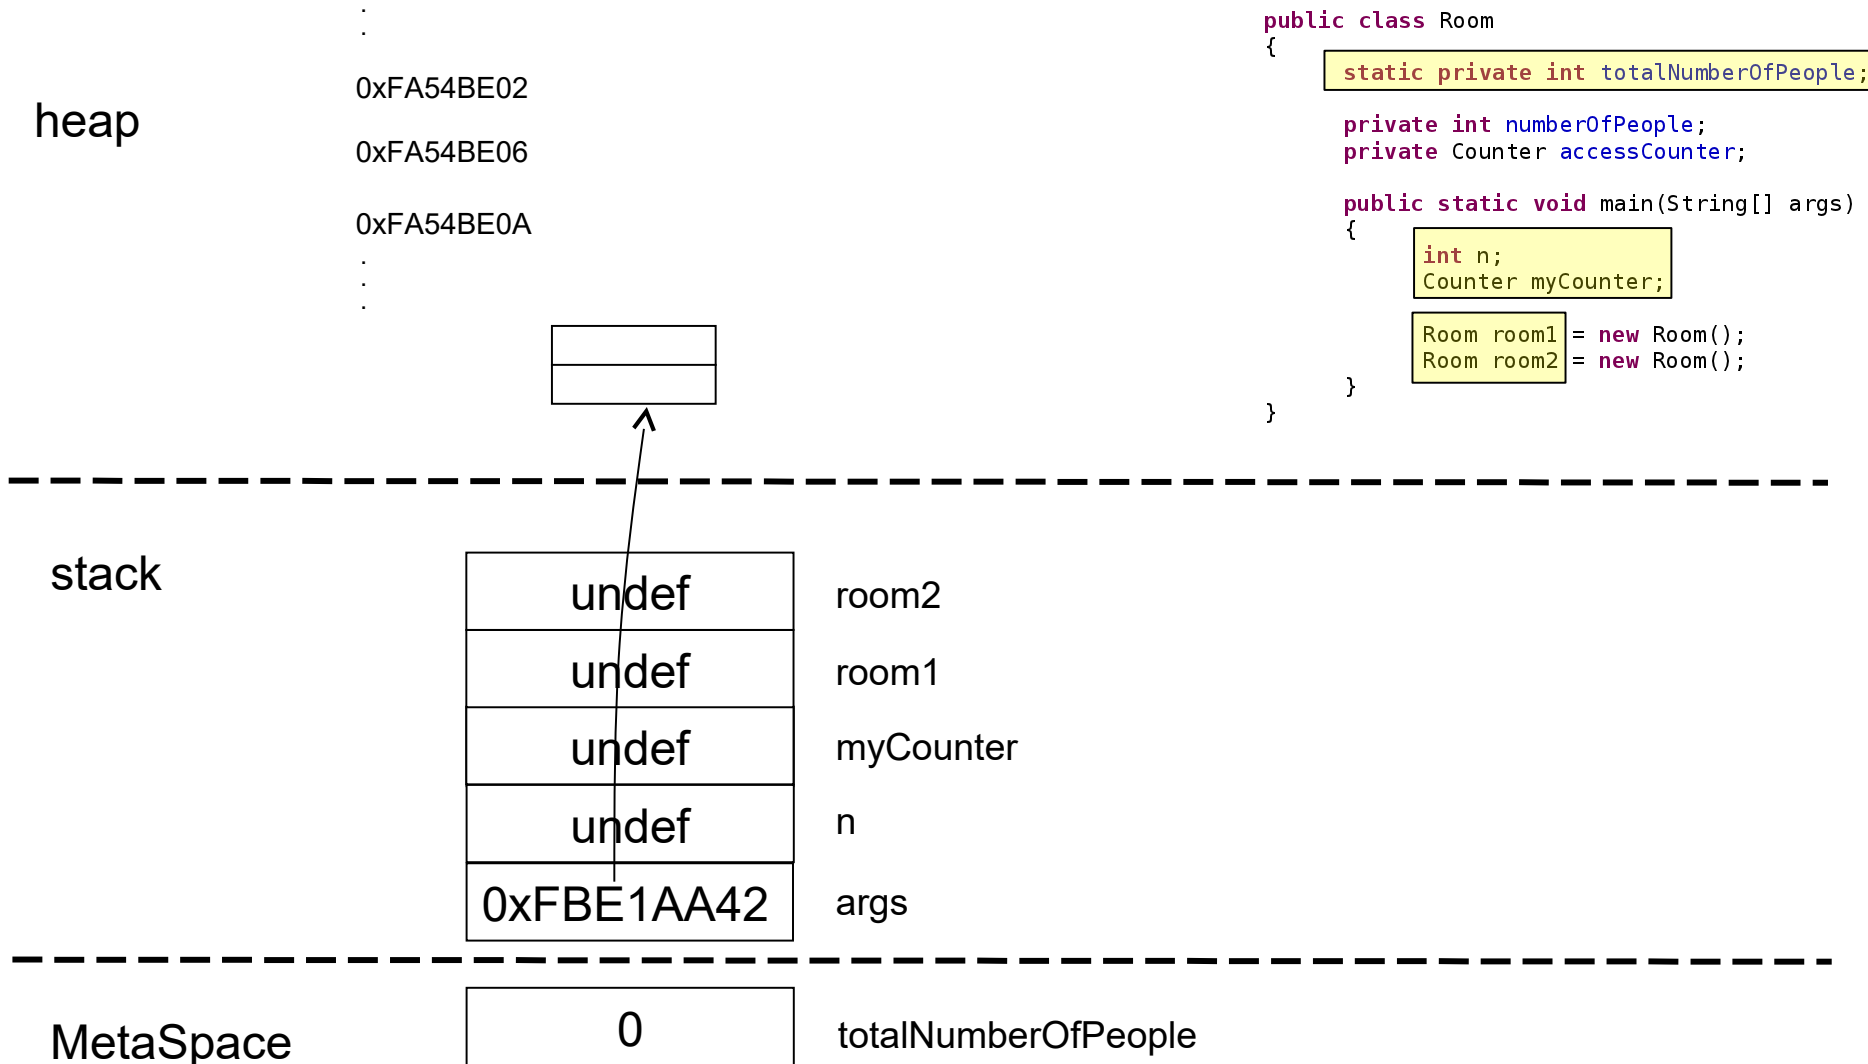 .
.
0xFA54BE02
heap
0xFA54BE06
0xFA54BE0A
.
.
.
public class Room
{
static private int totalNumberOfPeople;
private int numberOfPeople;
private Counter accessCounter;
public static void main(String[] args)
{
int n;
Counter myCounter;
Room room1 = new Room();
Room room2 = new Room();
}
}
stack
undef room2
undef room1
undef myCounter
undef n
0xFBE1AA42 args
MetaSpace 0 totalNumberOfPeople